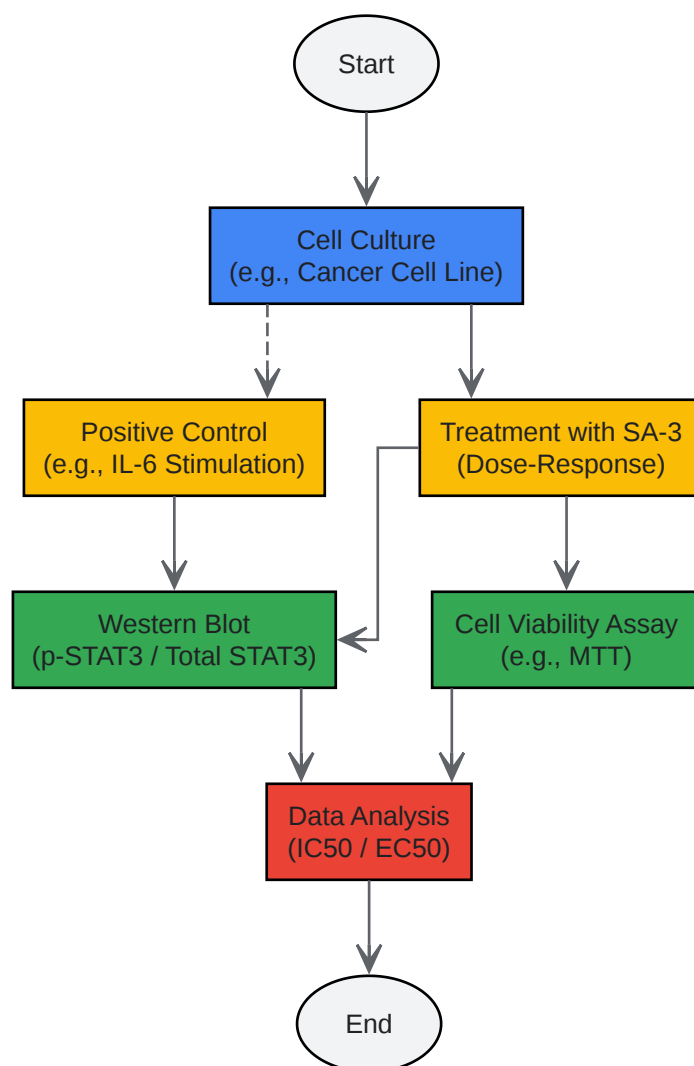 Start
Cell Culture
(e.g., Cancer Cell Line)
Positive Control
(e.g., IL-6 Stimulation)
Treatment with SA-3
(Dose-Response)
Western Blot
(p-STAT3 / Total STAT3)
Cell Viability Assay
(e.g., MTT)
Data Analysis
(IC50 / EC50)
End